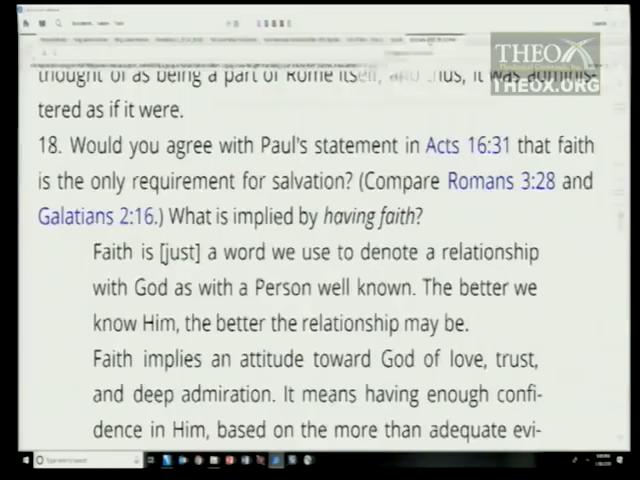 THEOX
THEOX.ORG
thought of as being a part of Rome itself, and thus, it was adminis-
tered as if it were.
18. Would you agree with Paul's statement in Acts 16:31 that faith
is the only requirement for salvation? (Compare Romans 3:28 and
Galatians 2:16.) What is implied by having faith?
Faith is [just] a word we use to denote a relationship
with God as with a Person well known. The better we
know Him, the better the relationship may be.
Faith implies an attitude toward God of love, trust,
and deep admiration. It means having enough confi-
dence in Him, based on the more than adequate evi-